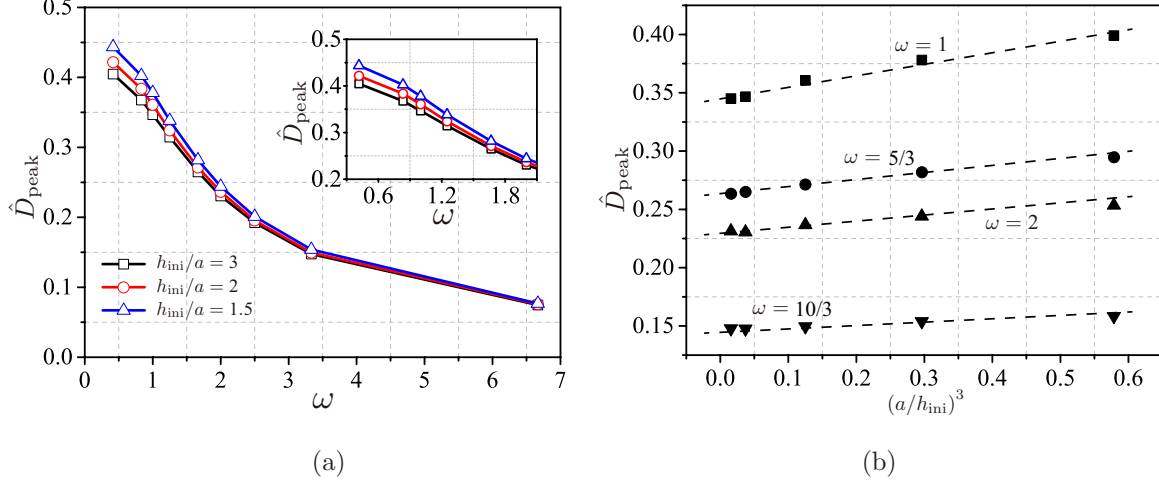 0.5
0.4
0.3
0.2
0.1
0.0
D̂peak
0 1 2 3 4 5 6 7
ω
hini/a = 3
hini/a = 2
hini/a = 1.5
0.5
0.4
0.3
0.2
D̂peak
0.6 1.2 1.8
ω
(a)
0.40
0.35
0.30
0.25
0.20
0.15
D̂peak
ω = 1
ω = 5/3
ω = 2
ω = 10/3
0.0 0.1 0.2 0.3 0.4 0.5 0.6
(a/hini)³
(b)